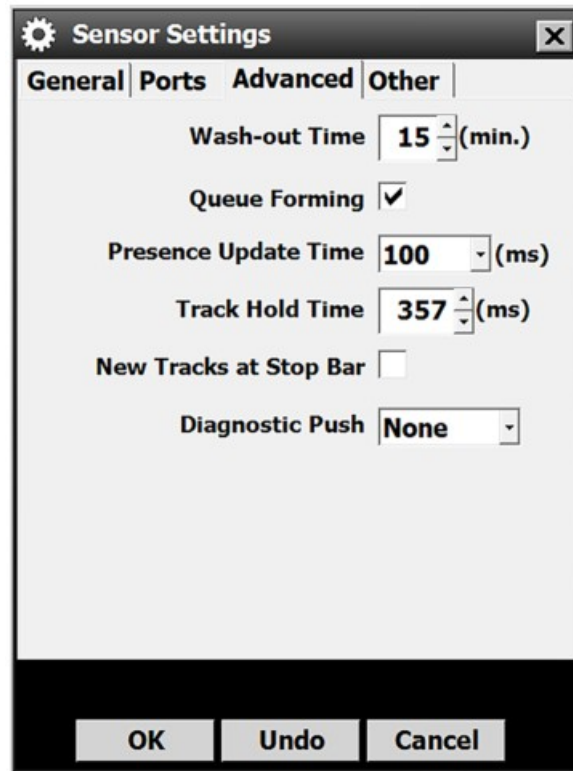 Sensor Settings
General Ports Advanced Other
Wash-out Time 15 (min.)
Queue Forming
Presence Update Time 100 (ms)
Track Hold Time 357 (ms)
New Tracks at Stop Bar
Diagnostic Push None
OK Undo Cancel